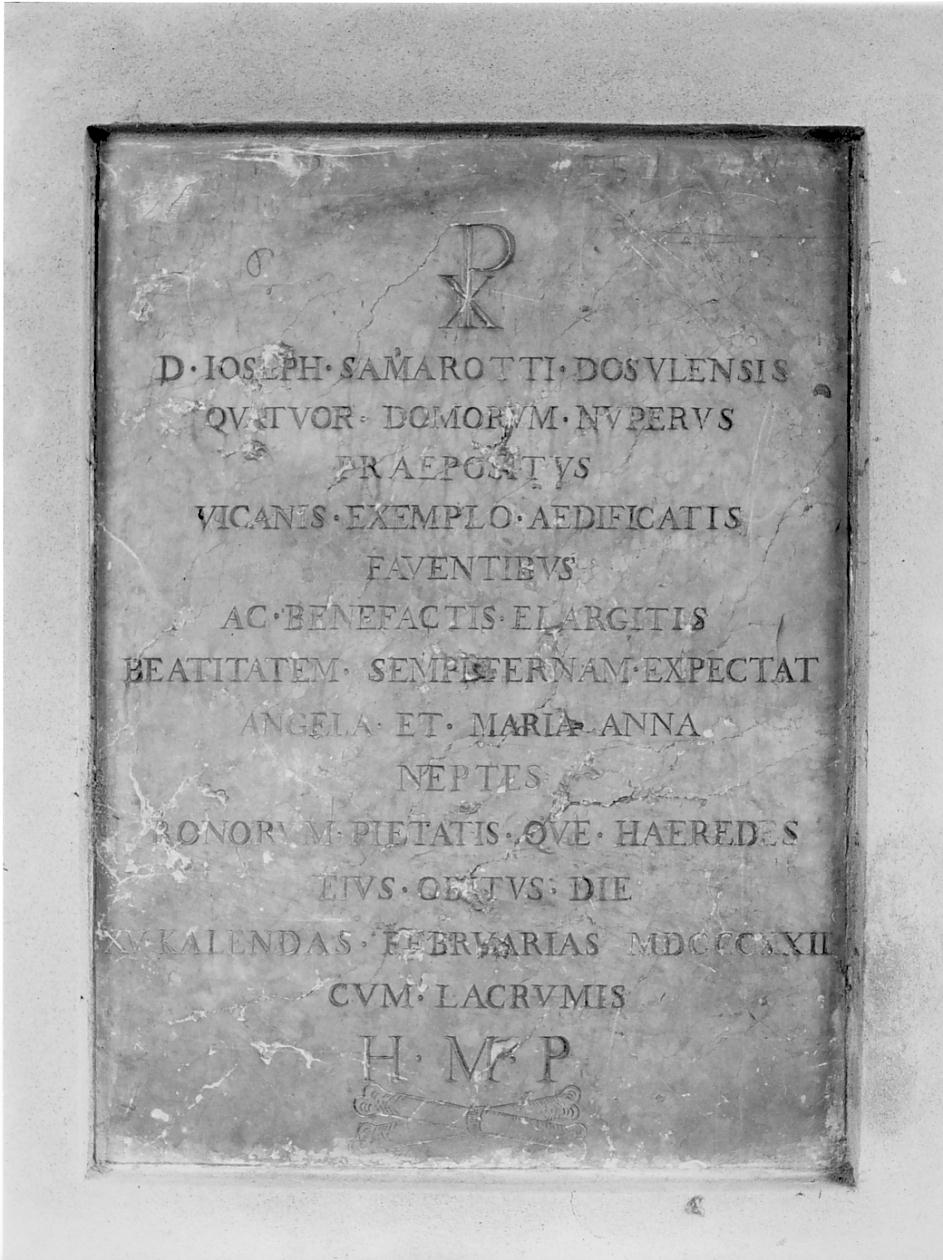 ☧
D·IOSEPH·SAMAROTTI·DOSVLENSIS
QVATVOR·DOMORVM·NVPERVS
PRAEPOSITVS
VICANIS·EXEMPLO·AEDIFICATIS
FAVENTIBVS
AC·BENEFACTIS·ELARGITIS
BEATITATEM·SEMPITERNAM·EXPECTAT
ANGELA·ET·MARIA·ANNA
NEPTES
BONORVM·PIETATIS·QVE·HAEREDES
EIVS·OBITVS·DIE
KALENDAS·FEBRVARIAS
CVM·LACRVMIS
H·M·P